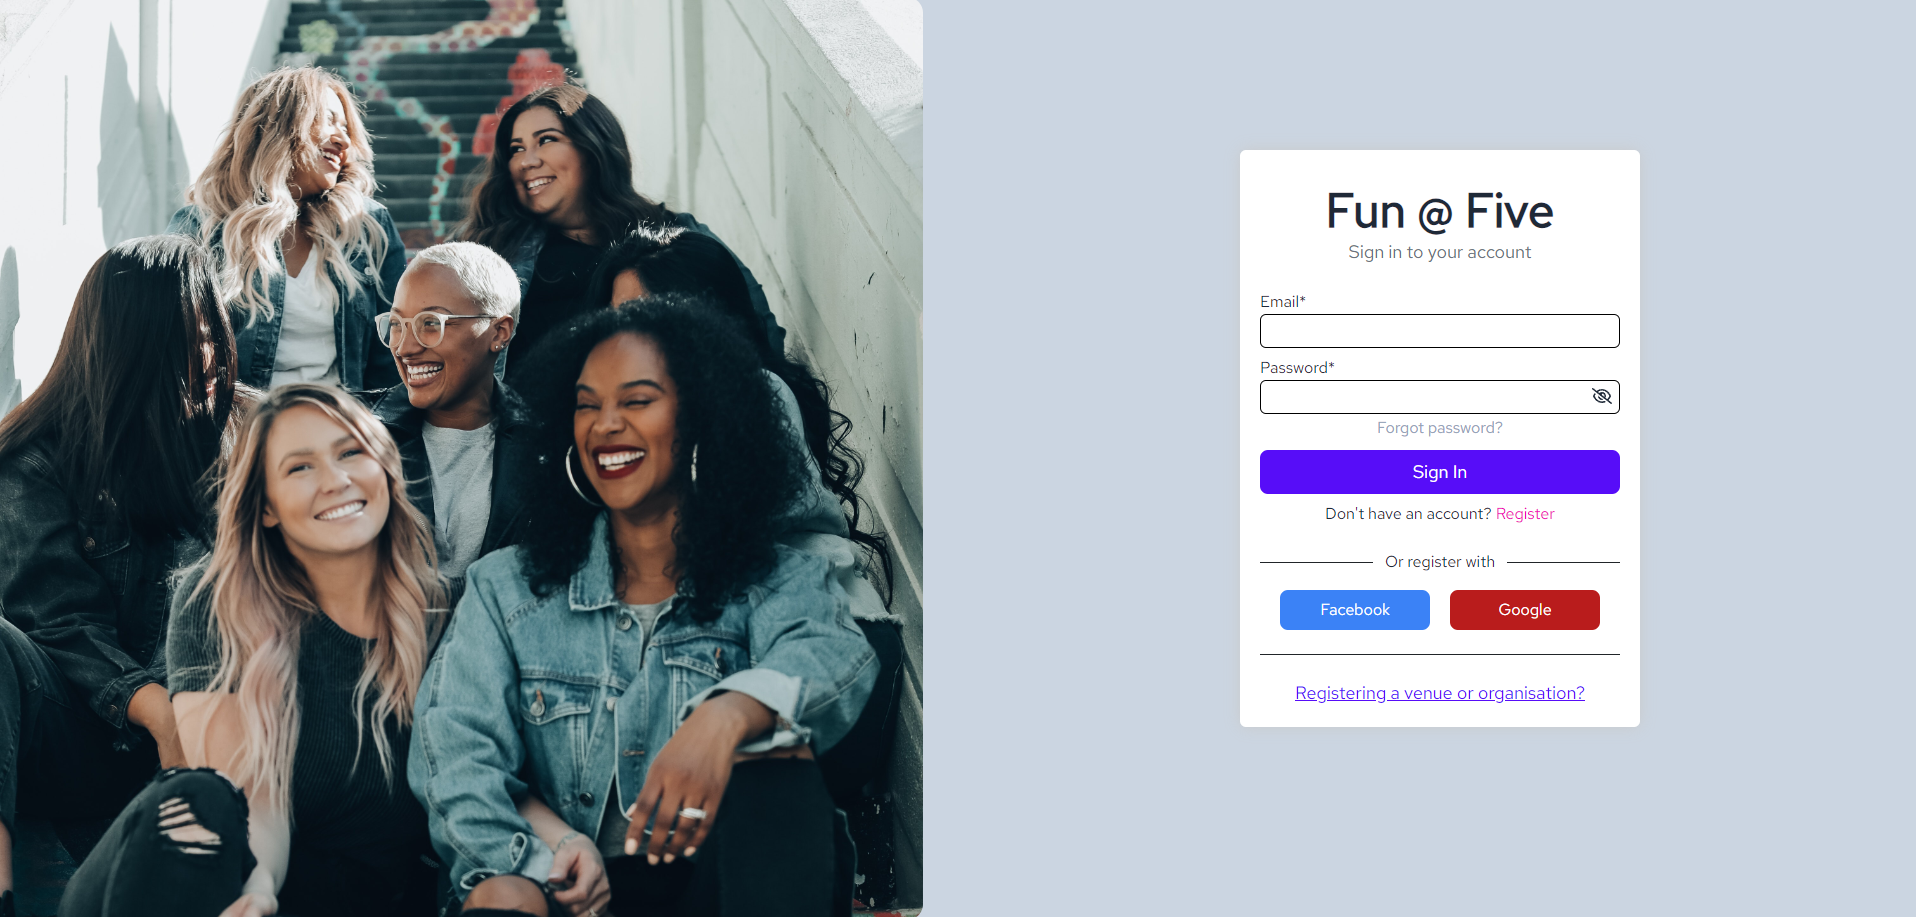 Fun @ Five
Sign in to your account
Email*
Password*
Forgot password?
Sign In
Don't have an account? Register
Or register with
Facebook
Google
Registering a venue or organisation?